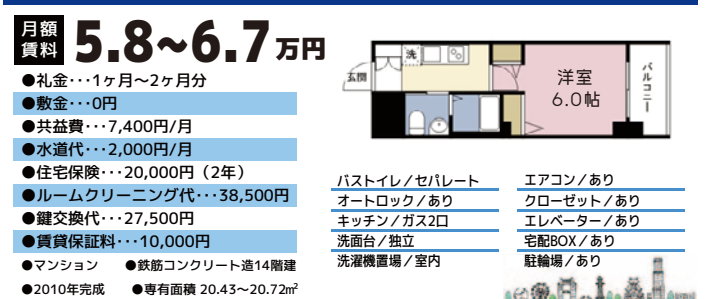 月額
賃料
5.8~6.7万円
●礼金･･･1ヶ月～2ヶ月分
●敷金･･･0円
●共益費･･･7,400円/月
●水道代･･･2,000円/月
●住宅保険･･･20,000円（2年）
●ルームクリーニング代･･･38,500円
●鍵交換代･･･27,500円
●賃貸保証料･･･10,000円
●マンション ●鉄筋コンクリート造14階建
●2010年完成 ●専有面積 20.43～20.72㎡
玄関
洗
洋室
6.0帖
バルコニー
バストイレ／セパレート
オートロック／あり
キッチン／ガス2口
洗面台／独立
洗濯機置場／室内
エアコン／あり
クローゼット／あり
エレベーター／あり
宅配BOX／あり
駐輪場／あり